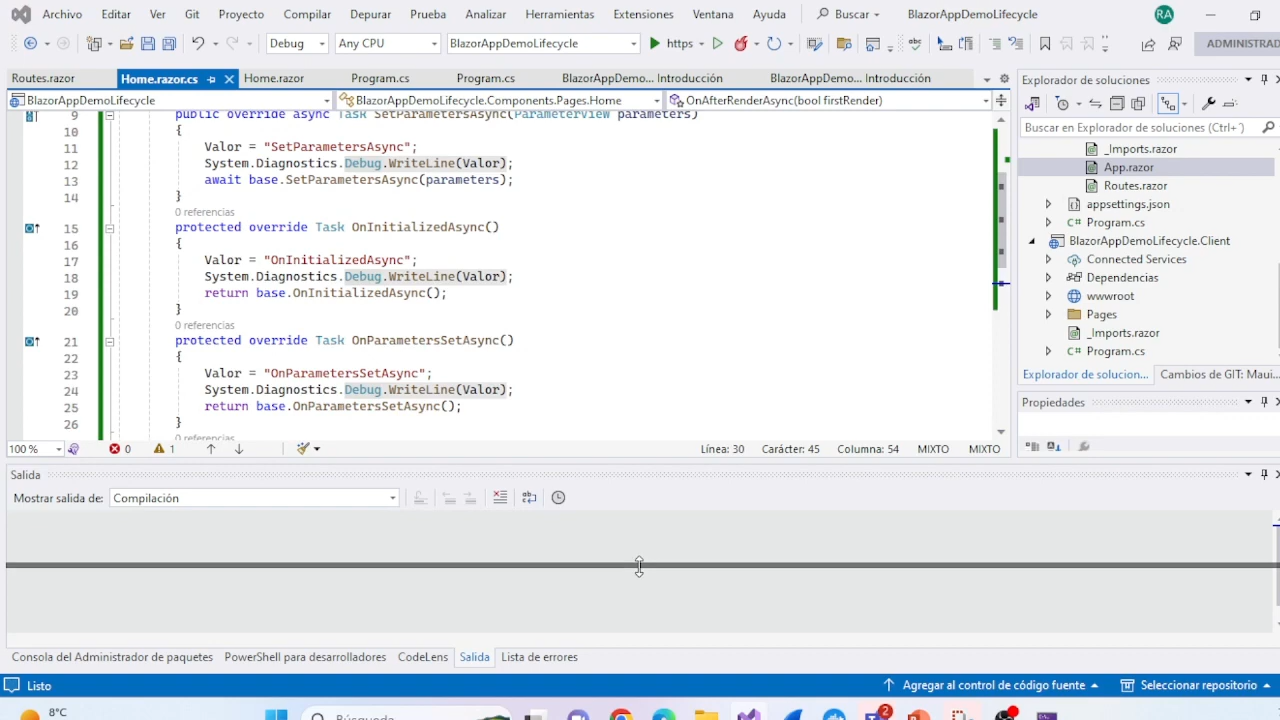 Archivo Editar Ver Git Proyecto Compilar Depurar Prueba Analizar Herramientas Extensiones Ventana Ayuda Buscar BlazorAppDemoLifecycle RA
Debug Any CPU BlazorAppDemoLifecycle https ADMINISTRAD
Routes.razor Home.razor.cs Home.razor Program.cs Program.cs BlazorAppDemo... Introducción BlazorAppDemo... Introducción
BlazorAppDemoLifecycle BlazorAppDemoLifecycle.Components.Pages.Home OnAfterRenderAsync(bool firstRender)
9 public override async Task SetParametersAsync(ParameterView parameters)
10 {
11 Valor = "SetParametersAsync";
12 System.Diagnostics.Debug.WriteLine(Valor);
13 await base.SetParametersAsync(parameters);
14 }
0 referencias
15 protected override Task OnInitializedAsync()
16 {
17 Valor = "OnInitializedAsync";
18 System.Diagnostics.Debug.WriteLine(Valor);
19 return base.OnInitializedAsync();
20 }
0 referencias
21 protected override Task OnParametersSetAsync()
22 {
23 Valor = "OnParametersSetAsync";
24 System.Diagnostics.Debug.WriteLine(Valor);
25 return base.OnParametersSetAsync();
26 }
0 referencias
100 % 0 1 Línea: 30 Carácter: 45 Columna: 54 MIXTO MIXTO
Explorador de soluciones
Buscar en Explorador de soluciones (Ctrl+´)
_Imports.razor
App.razor
Routes.razor
appsettings.json
C# Program.cs
BlazorAppDemoLifecycle.Client
Connected Services
Dependencias
wwwroot
Pages
_Imports.razor
C# Program.cs
Explorador de solucion... Cambios de GIT: Maui...
Propiedades
Salida
Mostrar salida de: Compilación
Consola del Administrador de paquetes PowerShell para desarrolladores CodeLens Salida Lista de errores
Listo Agregar al control de código fuente Seleccionar repositorio
8°C Búsqueda 2